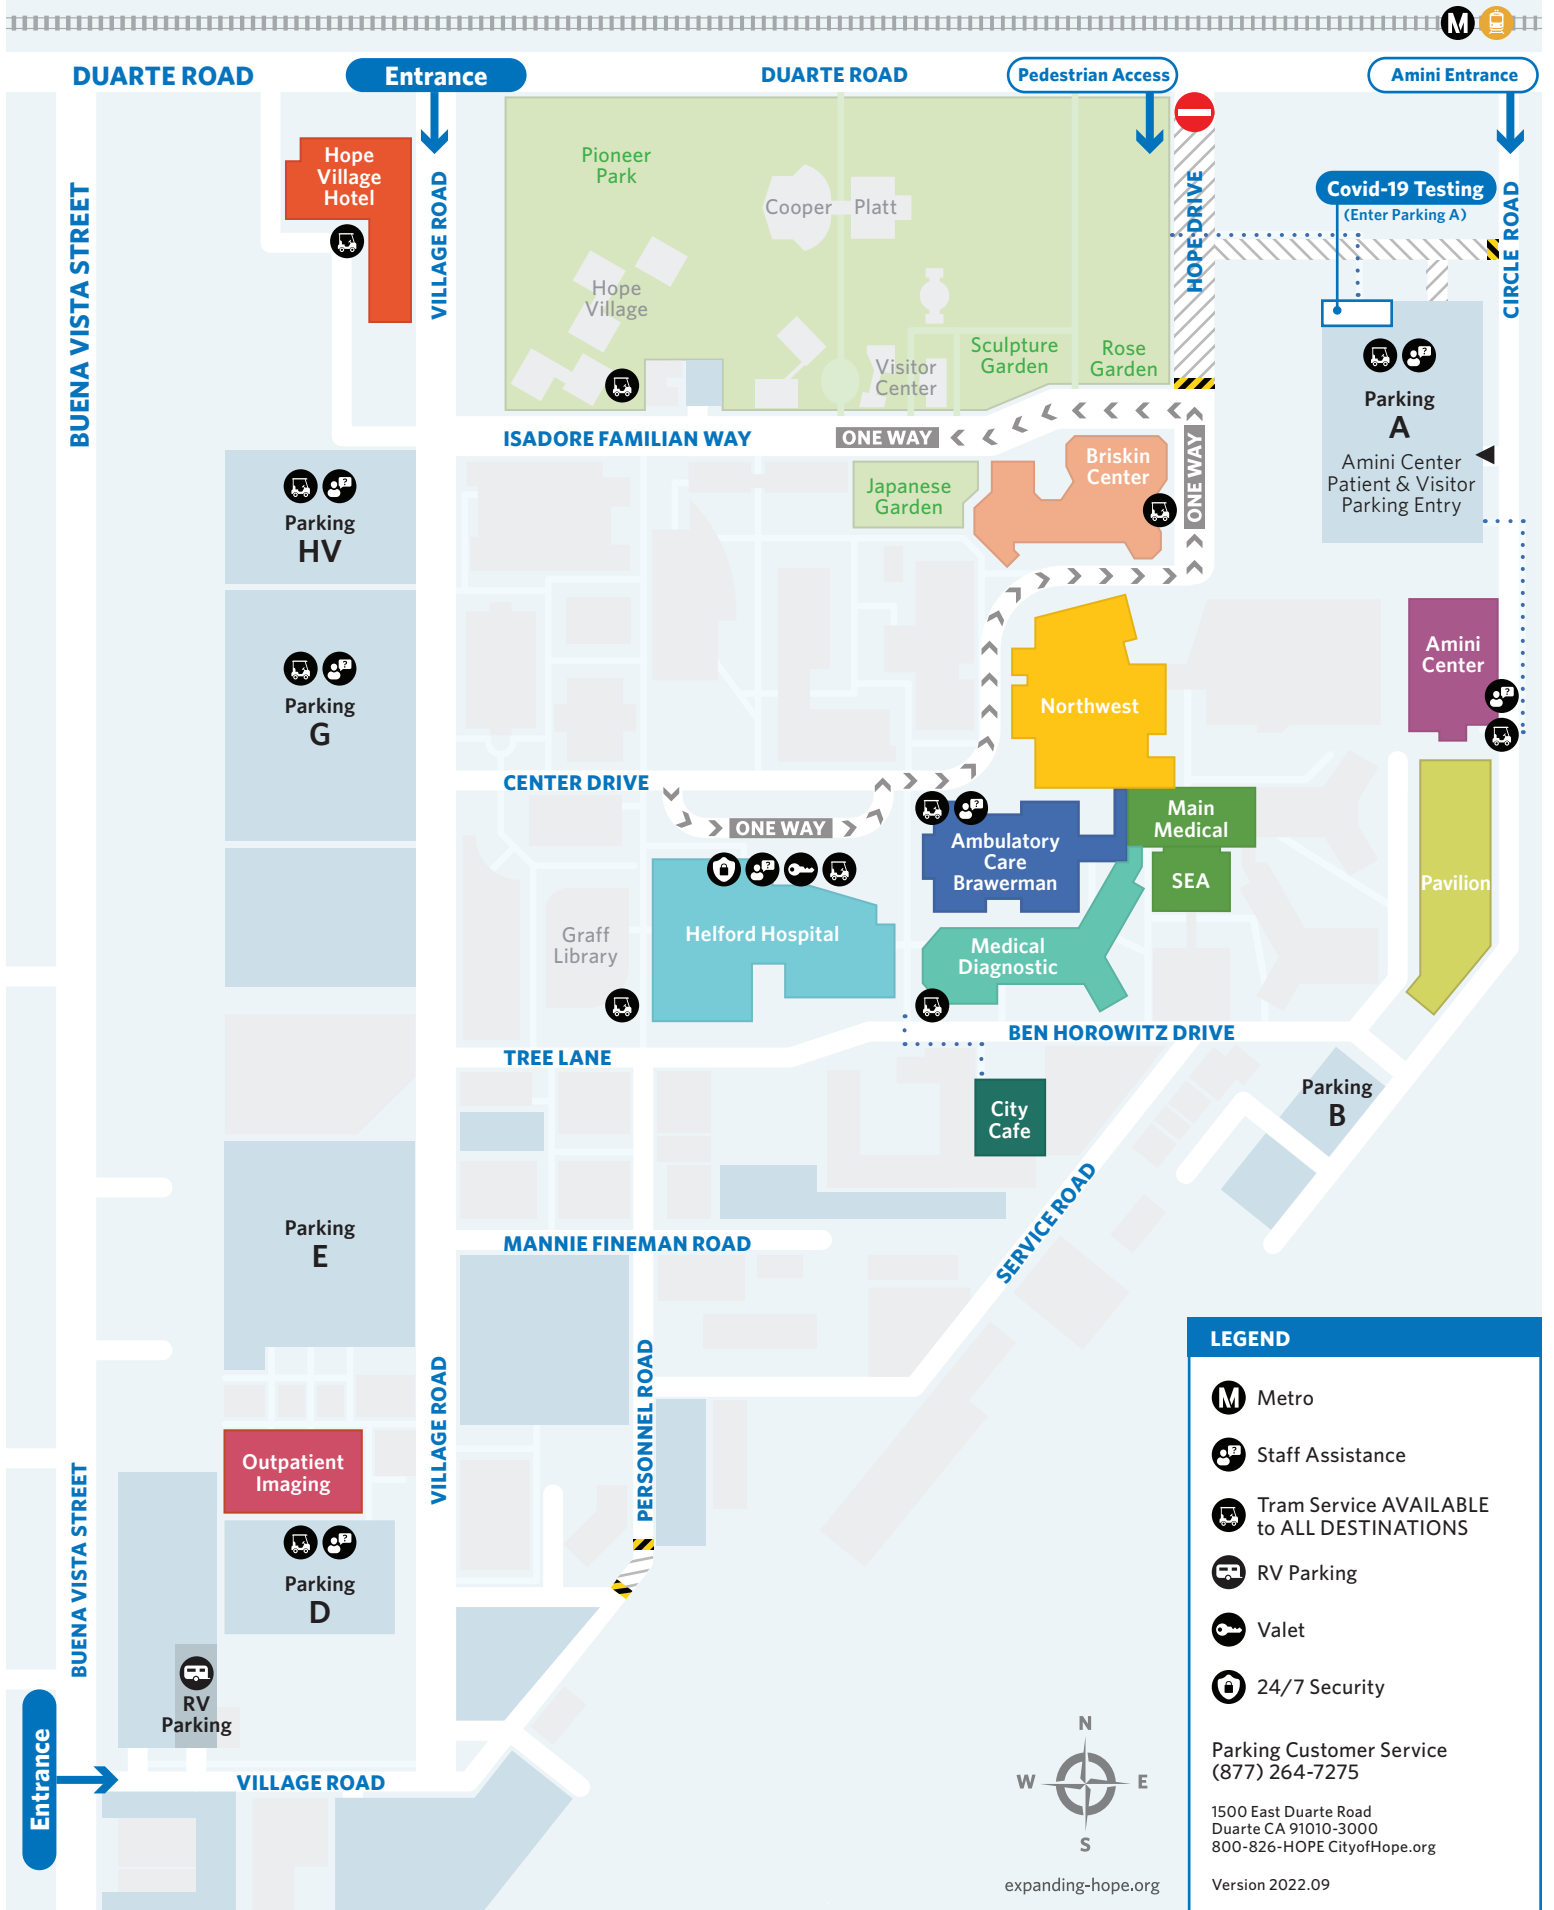 M
DUARTE ROAD
Entrance
DUARTE ROAD
Pedestrian Access
Amini Entrance
Hope
Village
Hotel
Pioneer
Park
Cooper
Platt
Covid-19 Testing
(Enter Parking A)
BUENA VISTA STREET
VILLAGE ROAD
HOPE DRIVE
CIRCLE ROAD
Hope
Village
Visitor
Center
Sculpture
Garden
Rose
Garden
Parking
A
Amini Center
Patient & Visitor
Parking Entry
ISADORE FAMILIAN WAY
ONE WAY
ONE WAY
Briskin
Center
Japanese
Garden
Parking
HV
Parking
G
Northwest
Amini
Center
CENTER DRIVE
ONE WAY
Main
Medical
Ambulatory
Care
Brawerman
SEA
Pavilion
Graff
Library
Helford Hospital
Medical
Diagnostic
BEN HOROWITZ DRIVE
TREE LANE
City
Cafe
Parking
B
Parking
E
MANNIE FINEMAN ROAD
SERVICE ROAD
VILLAGE ROAD
PERSONNEL ROAD
Outpatient
Imaging
BUENA VISTA STREET
Parking
D
RV
Parking
Entrance
VILLAGE ROAD
N
W
E
S
expanding-hope.org
LEGEND
M
Metro
Staff Assistance
Tram Service AVAILABLE
to ALL DESTINATIONS
RV Parking
Valet
24/7 Security
Parking Customer Service
(877) 264-7275
1500 East Duarte Road
Duarte CA 91010-3000
800-826-HOPE CityofHope.org
Version 2022.09